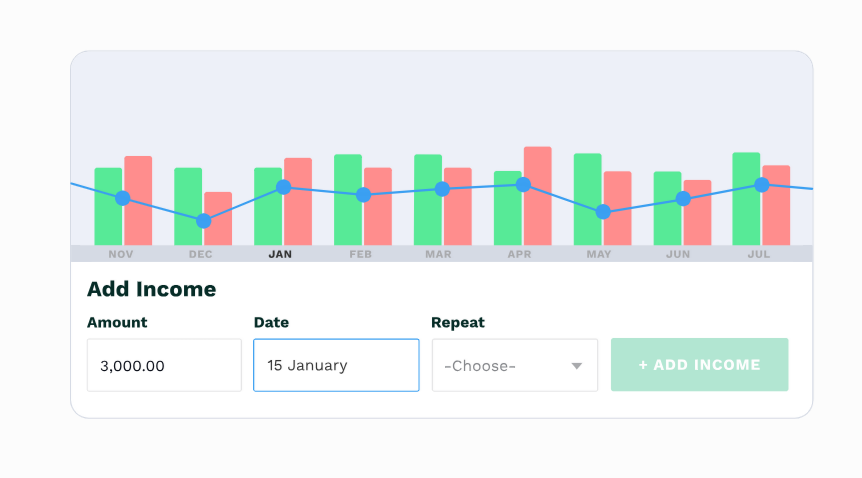 NOV DEC JAN FEB MAR APR MAY JUN JUL
Add Income
Amount Date Repeat
3,000.00 15 January -Choose- + ADD INCOME